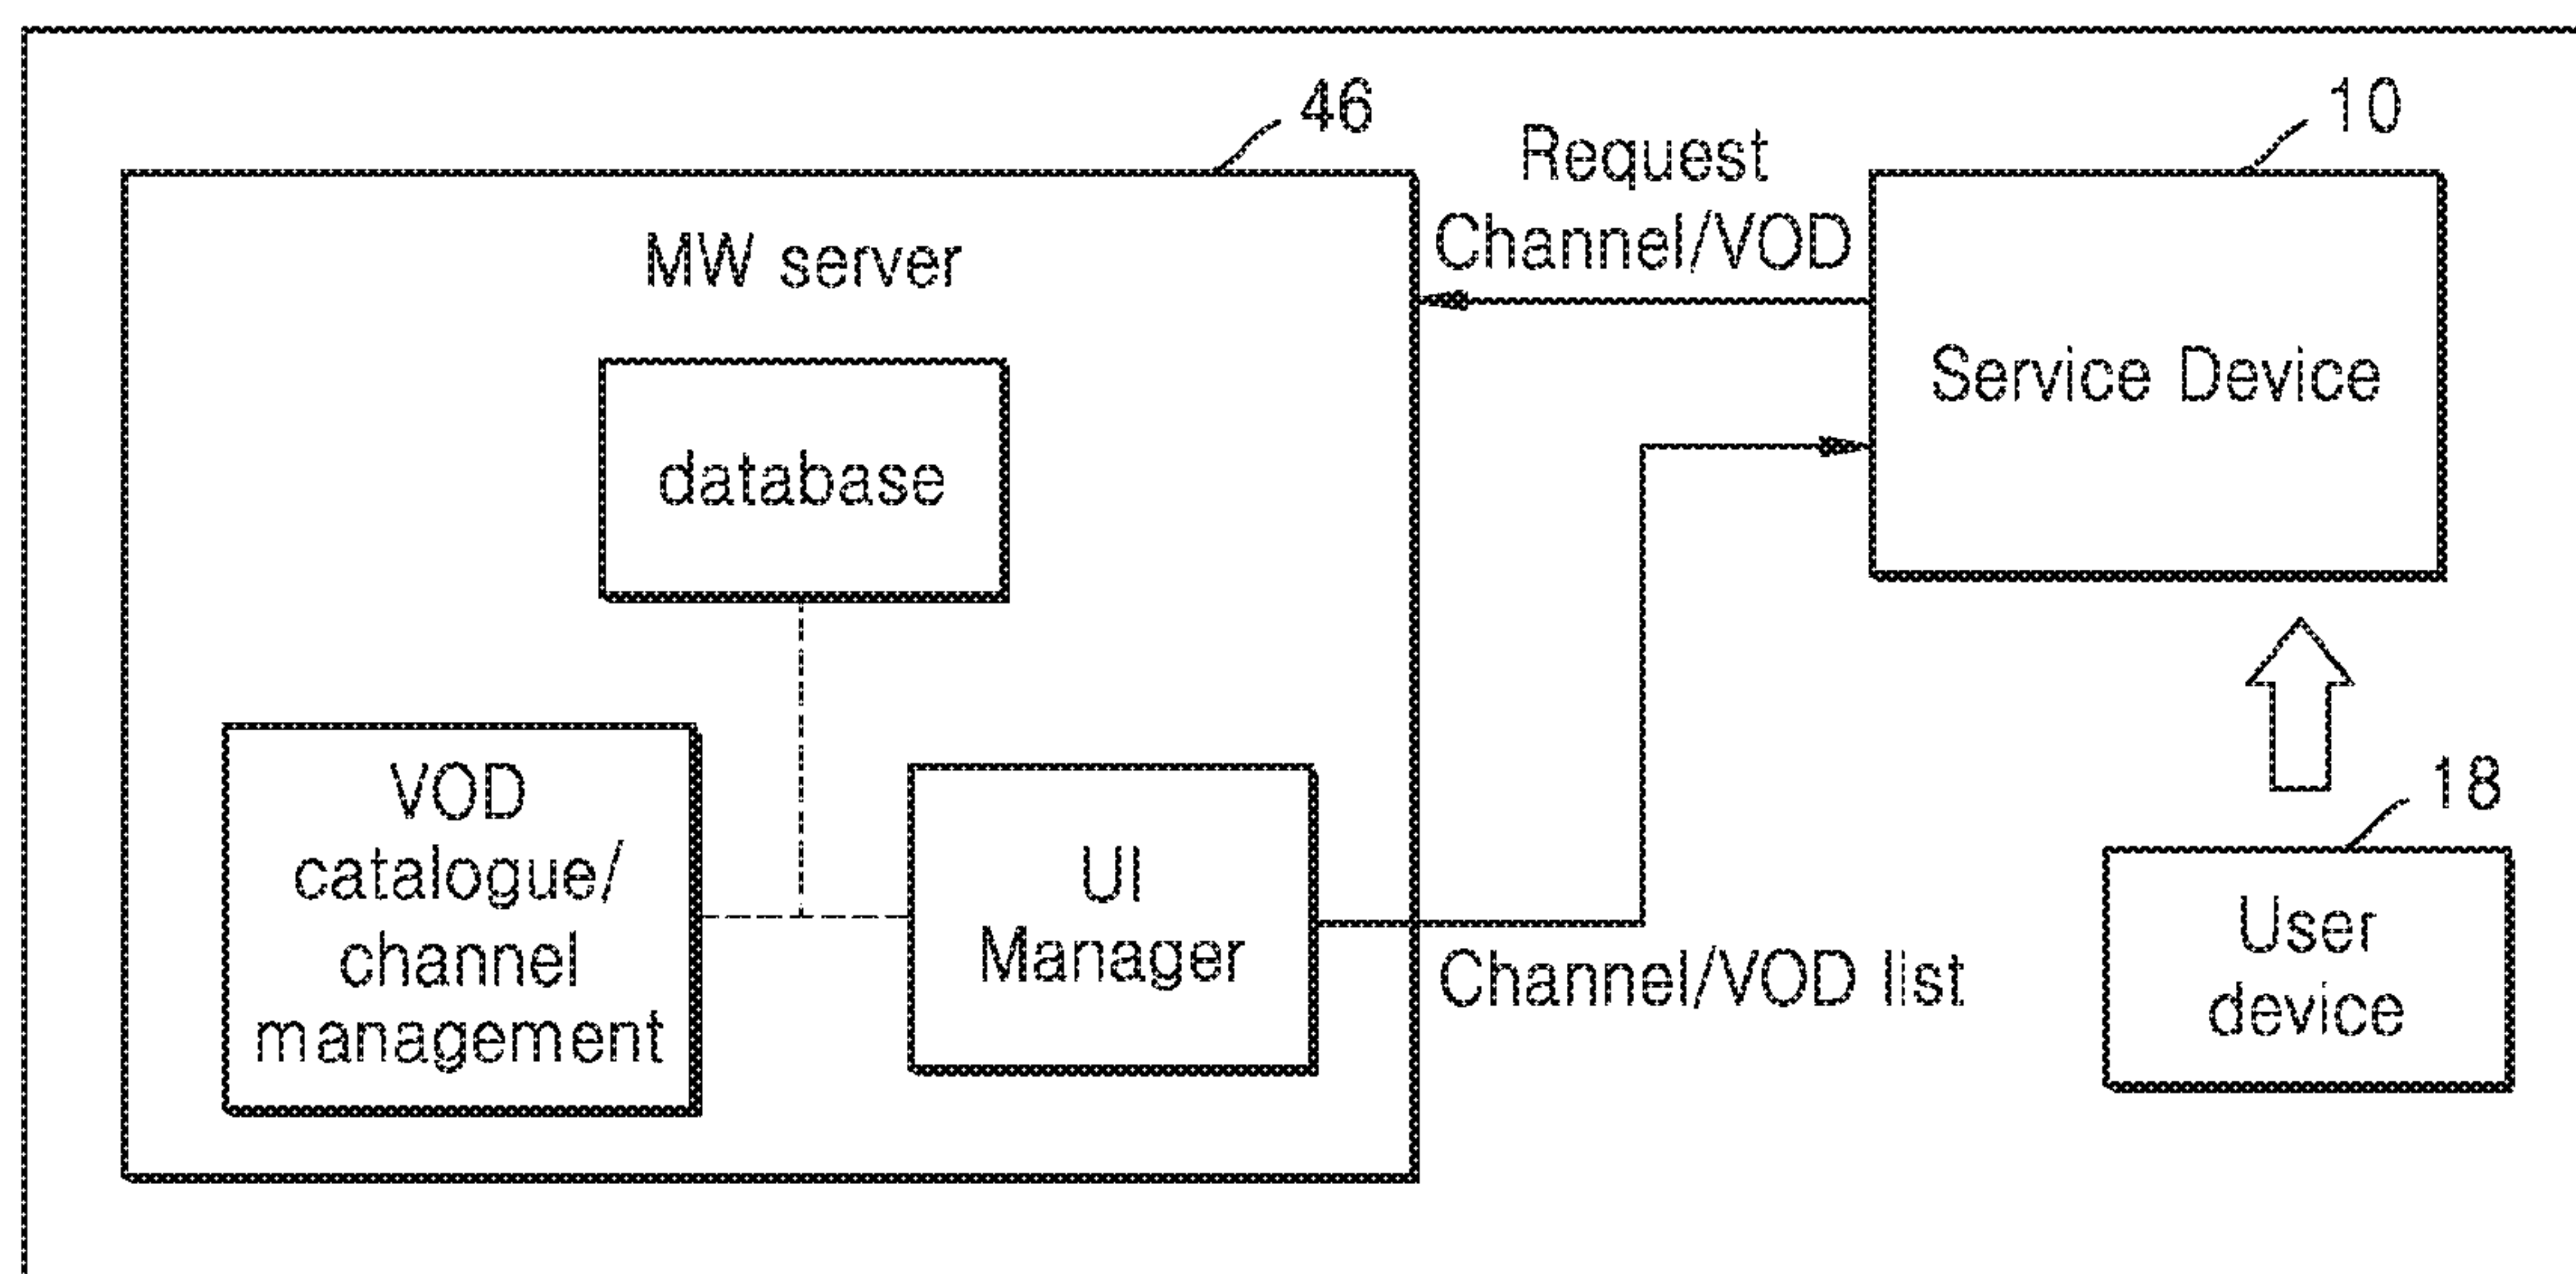 46
10
Request
Channel/VOD
MW server
Service Device
database
18
VOD
catalogue/
channel
management
UI
Manager
Channel/VOD list
User
device